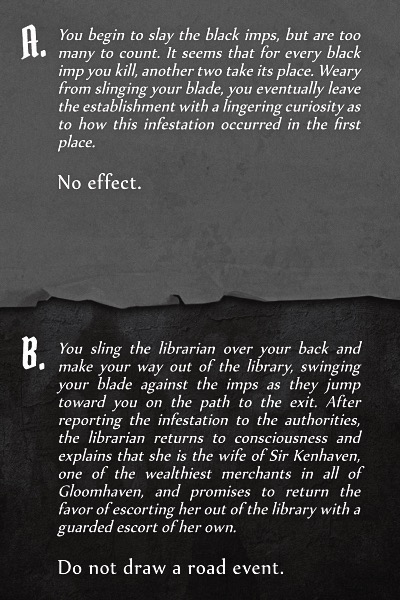 A. You begin to slay the black imps, but are too
many to count. It seems that for every black
imp you kill, another two take its place. Weary
from slinging your blade, you eventually leave
the establishment with a lingering curiosity as
to how this infestation occurred in the first
place.
No effect.
B. You sling the librarian over your back and
make your way out of the library, swinging
your blade against the imps as they jump
toward you on the path to the exit. After
reporting the infestation to the authorities,
the librarian returns to consciousness and
explains that she is the wife of Sir Kenhaven,
one of the wealthiest merchants in all of
Gloomhaven, and promises to return the
favor of escorting her out of the library with a
guarded escort of her own.
Do not draw a road event.